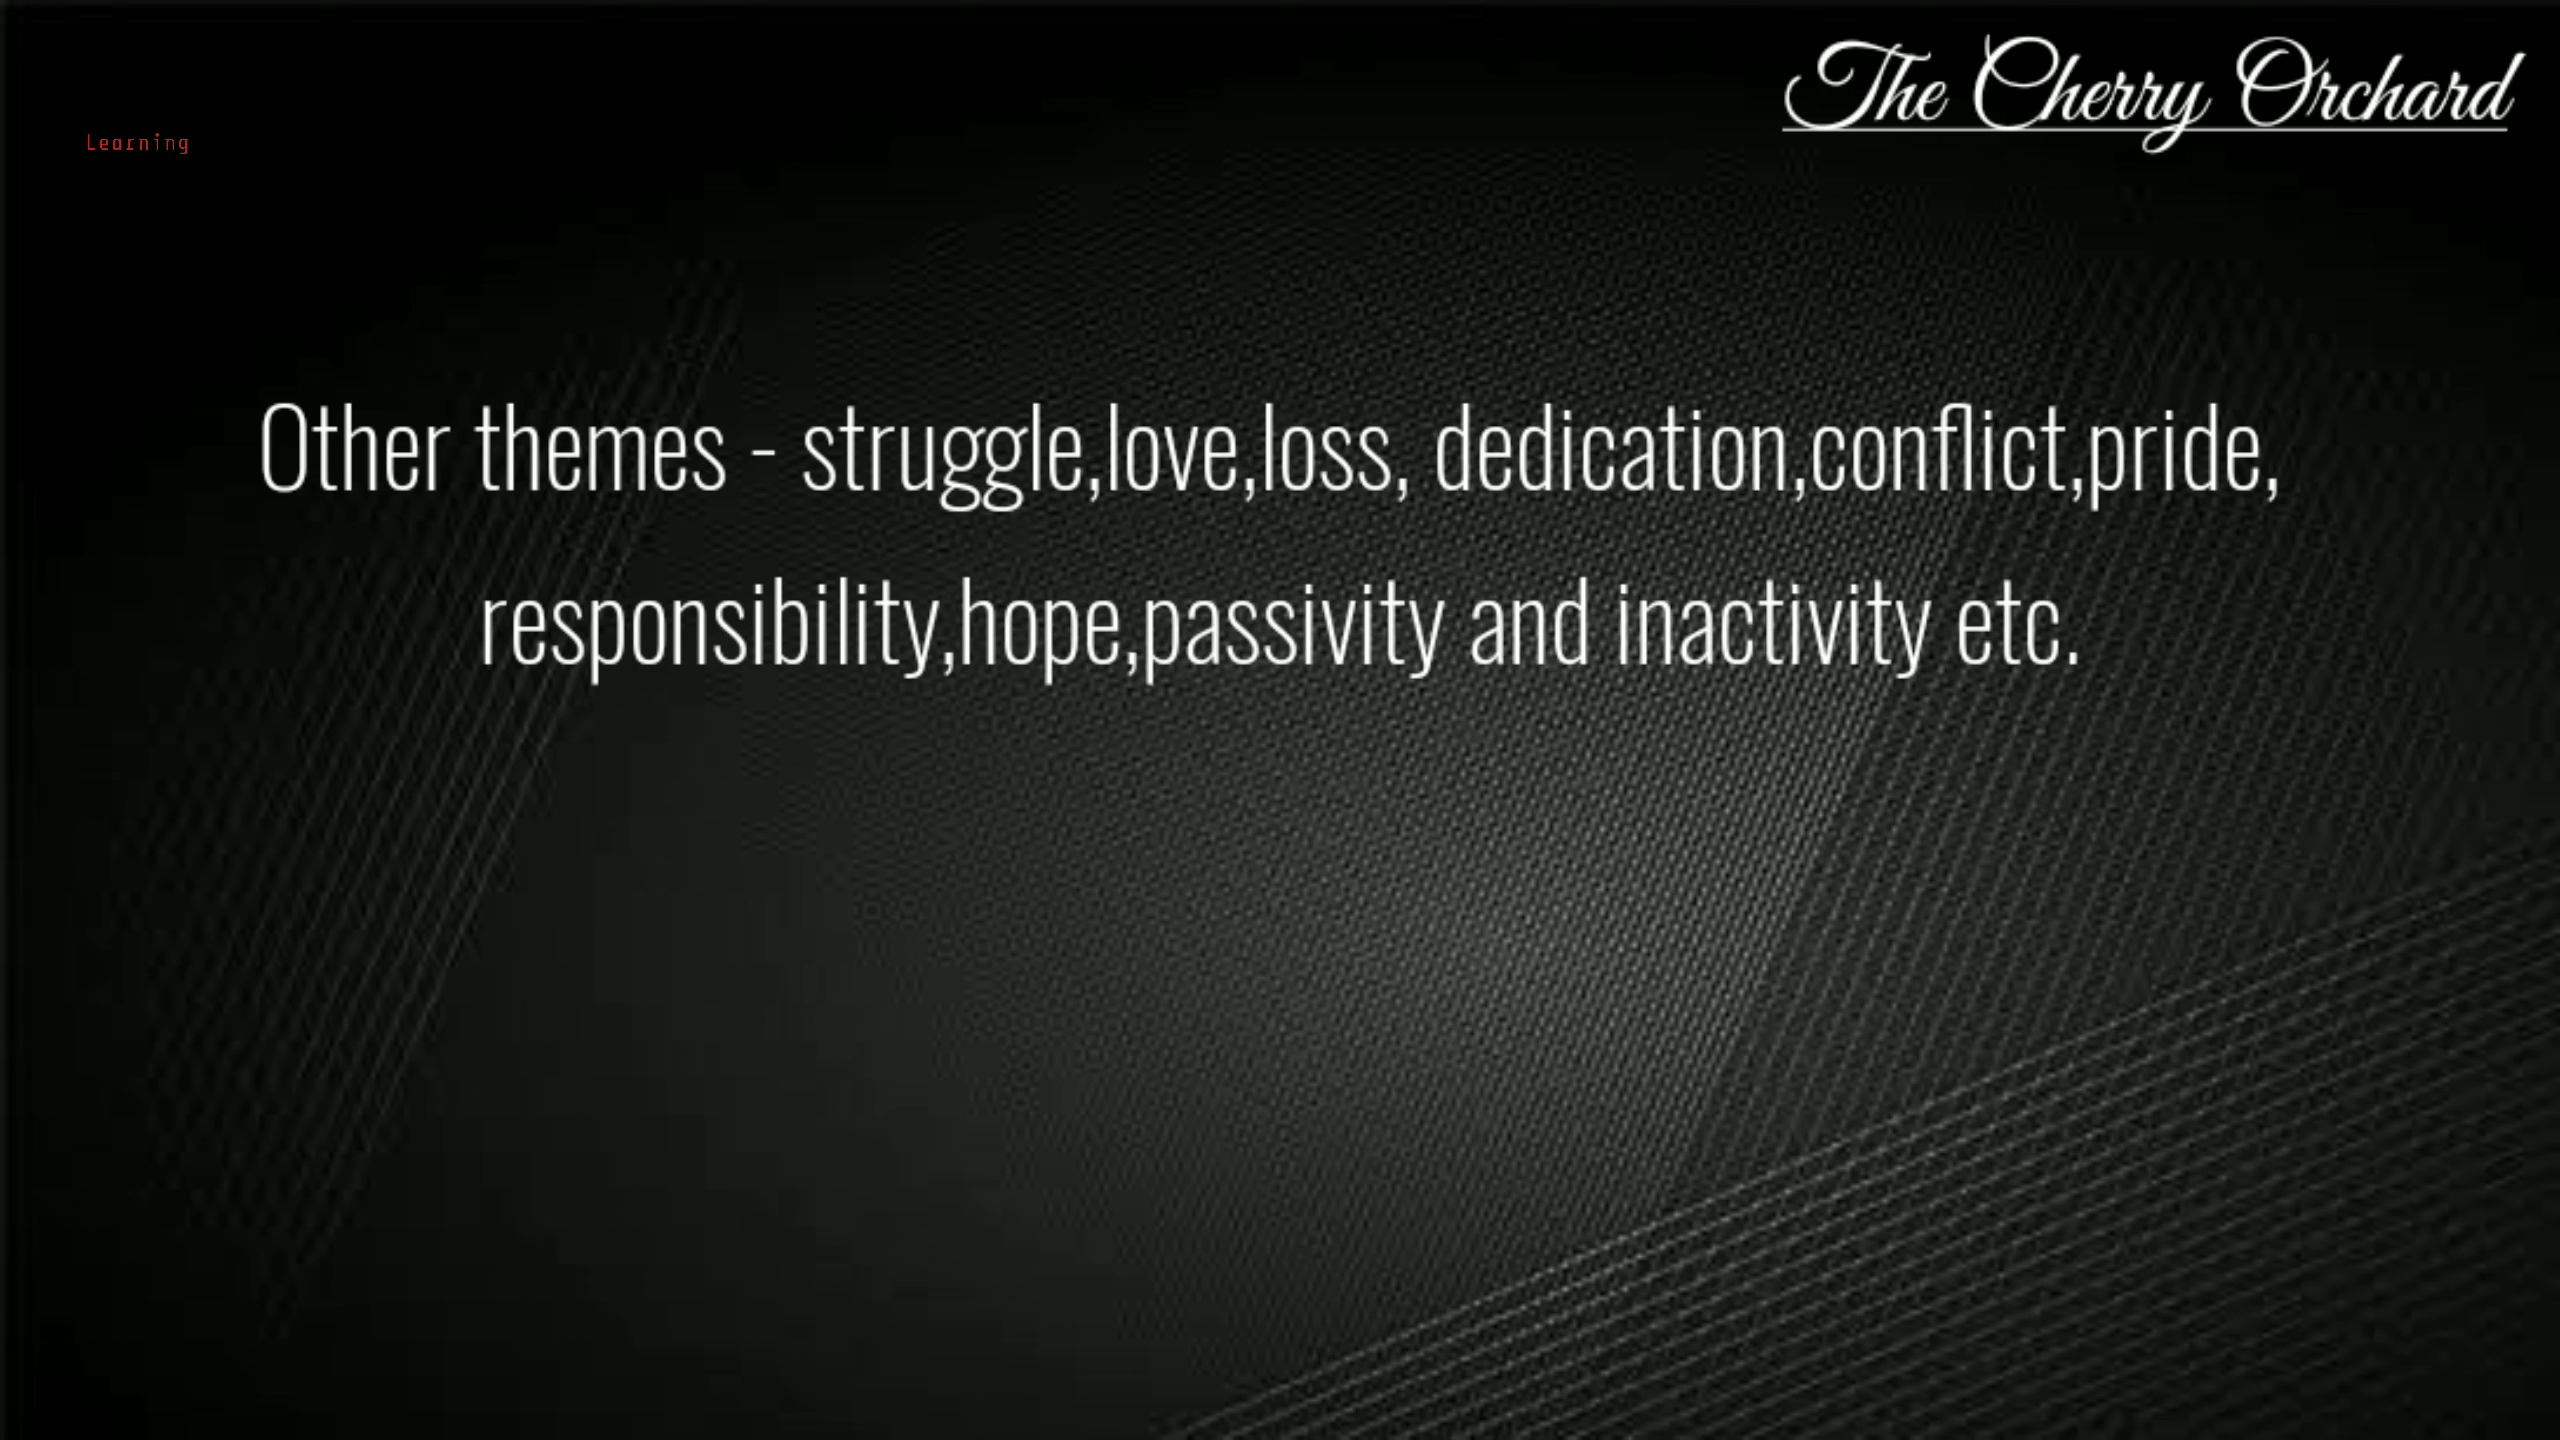 The Cherry Orchard
Learning
Other themes - struggle,love,loss, dedication,conflict,pride,
responsibility,hope,passivity and inactivity etc.